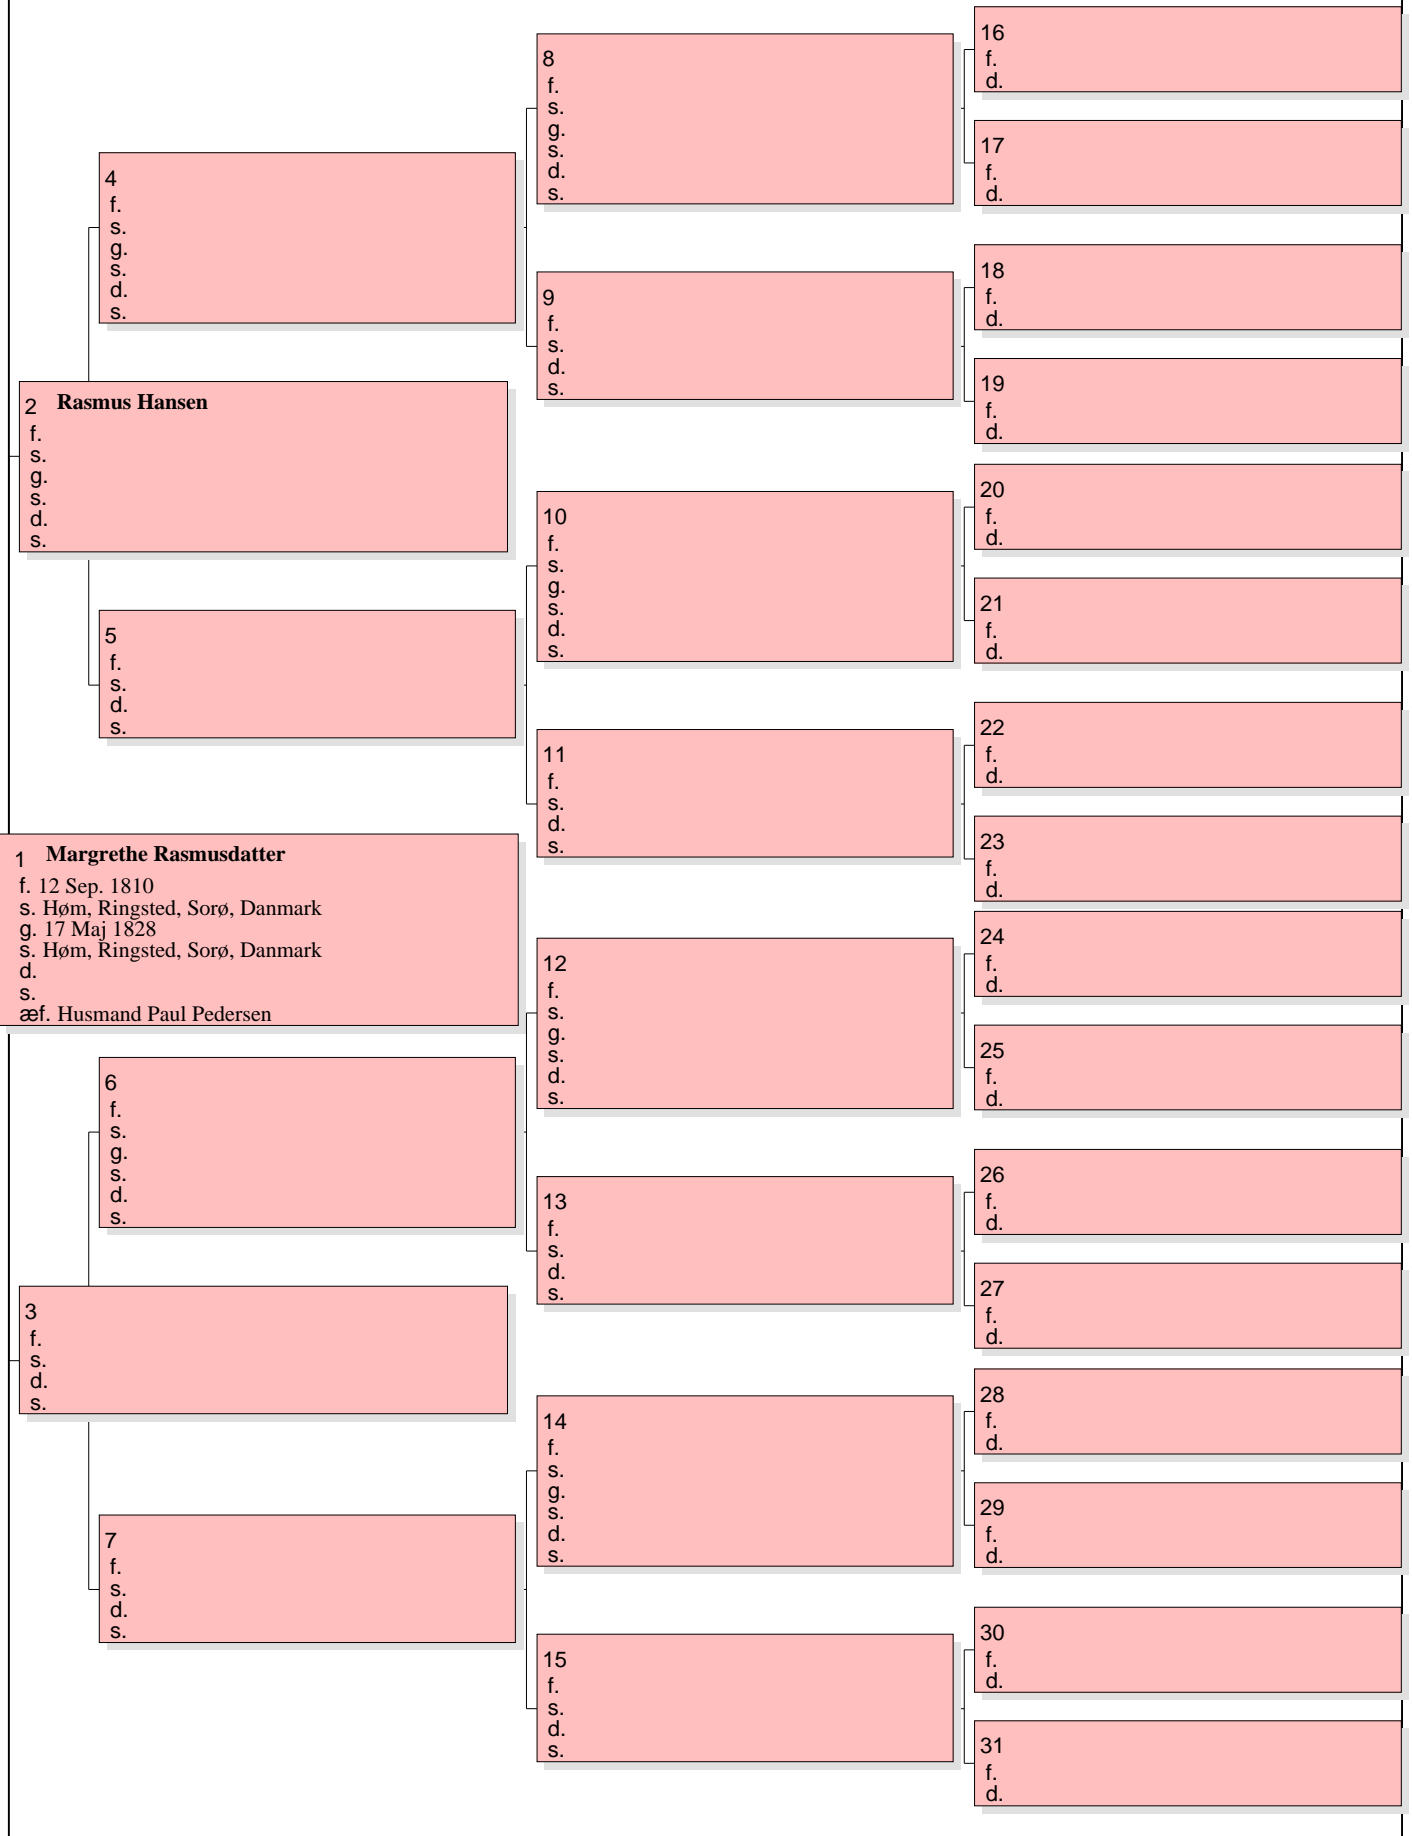 16
f.
d.
8
f.
s.
g.
s.
d.
s.
17
f.
d.
4
f.
s.
g.
s.
d.
s.
18
f.
d.
9
f.
s.
d.
s.
19
f.
d.
2 Rasmus Hansen
f.
s.
g.
s.
d.
s.
20
f.
d.
10
f.
s.
g.
s.
d.
s.
21
f.
d.
5
f.
s.
d.
s.
22
f.
d.
11
f.
s.
d.
s.
23
f.
d.
1 Margrethe Rasmusdatter
f. 12 Sep. 1810
s. Høm, Ringsted, Sorø, Danmark
g. 17 Maj 1828
s. Høm, Ringsted, Sorø, Danmark
d.
s.
æf. Husmand Paul Pedersen
24
f.
d.
12
f.
s.
g.
s.
d.
s.
25
f.
d.
6
f.
s.
g.
s.
d.
s.
26
f.
d.
13
f.
s.
d.
s.
27
f.
d.
3
f.
s.
d.
s.
28
f.
d.
14
f.
s.
g.
s.
d.
s.
29
f.
d.
7
f.
s.
d.
s.
30
f.
d.
15
f.
s.
d.
s.
31
f.
d.